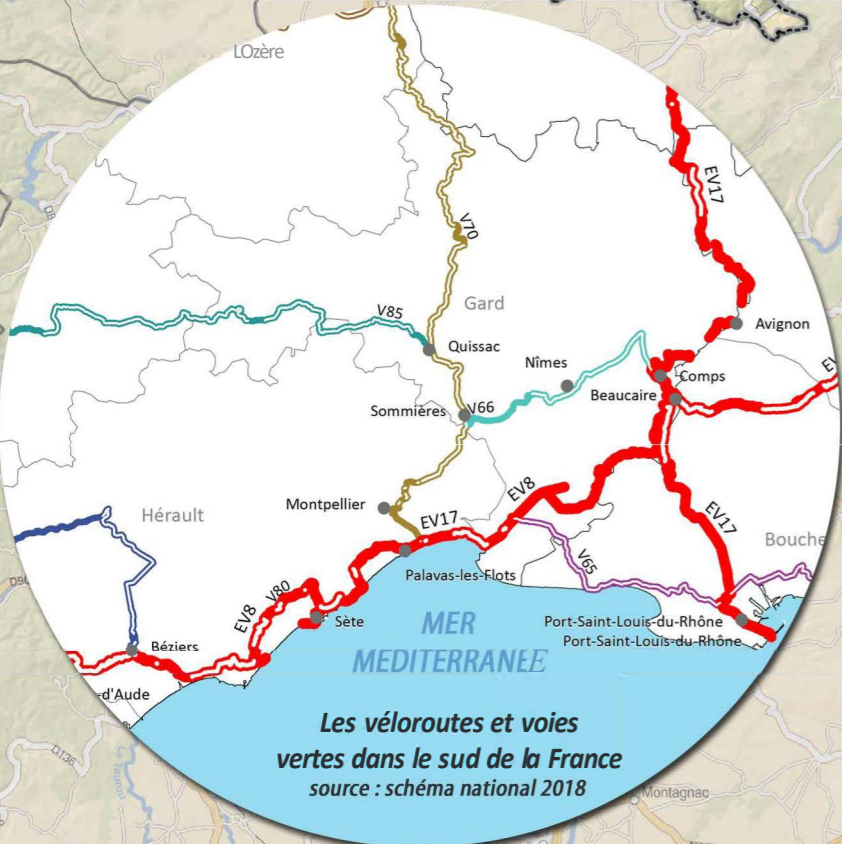 LOzère
EV17
V70
Gard
V85
Avignon
Quissac
Nîmes
Comps
Beaucaire
Sommières
V66
EV8
Montpellier
EV17
EV17
Hérault
Bouche
V65
Palavas-les-Flots
V80
EV8
Sète
MER
MEDITERRANEE
Port-Saint-Louis-du-Rhône
Port-Saint-Louis-du-Rhône
Béziers
-d'Aude
Les véloroutes et voies
vertes dans le sud de la France
source : schéma national 2018
D136
Montagnac